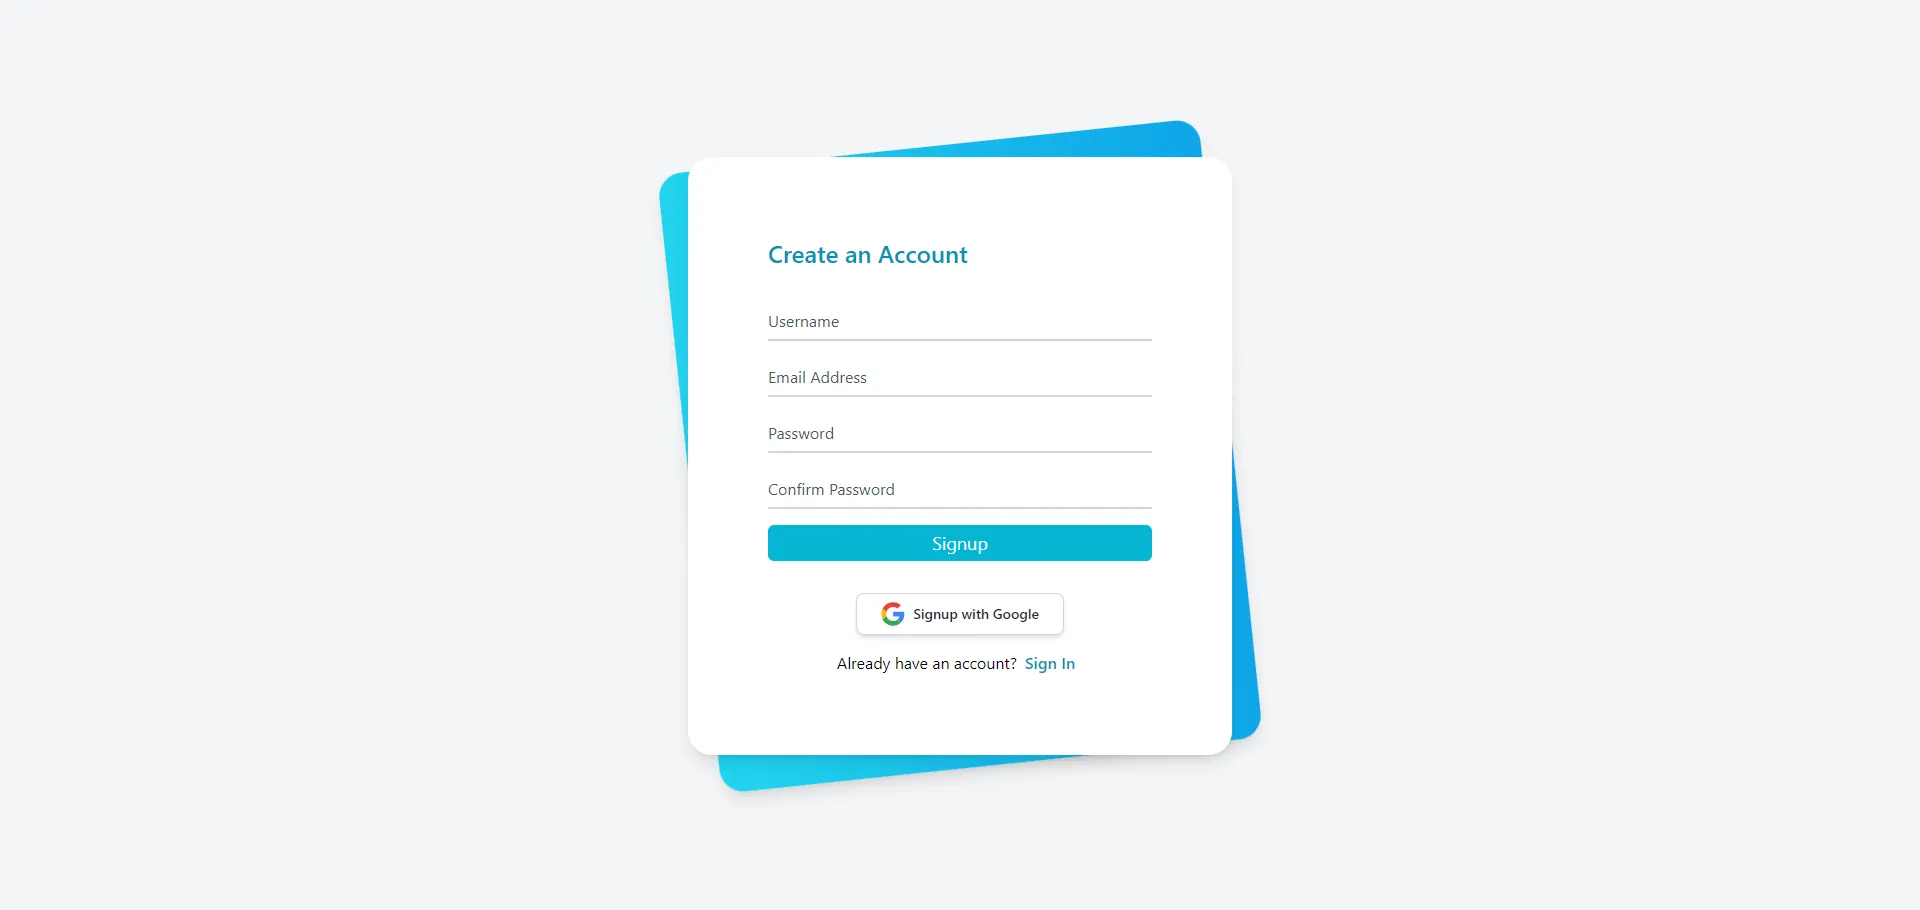 Create an Account
Username
Email Address
Password
Confirm Password
Signup
Signup with Google
Already have an account? Sign In